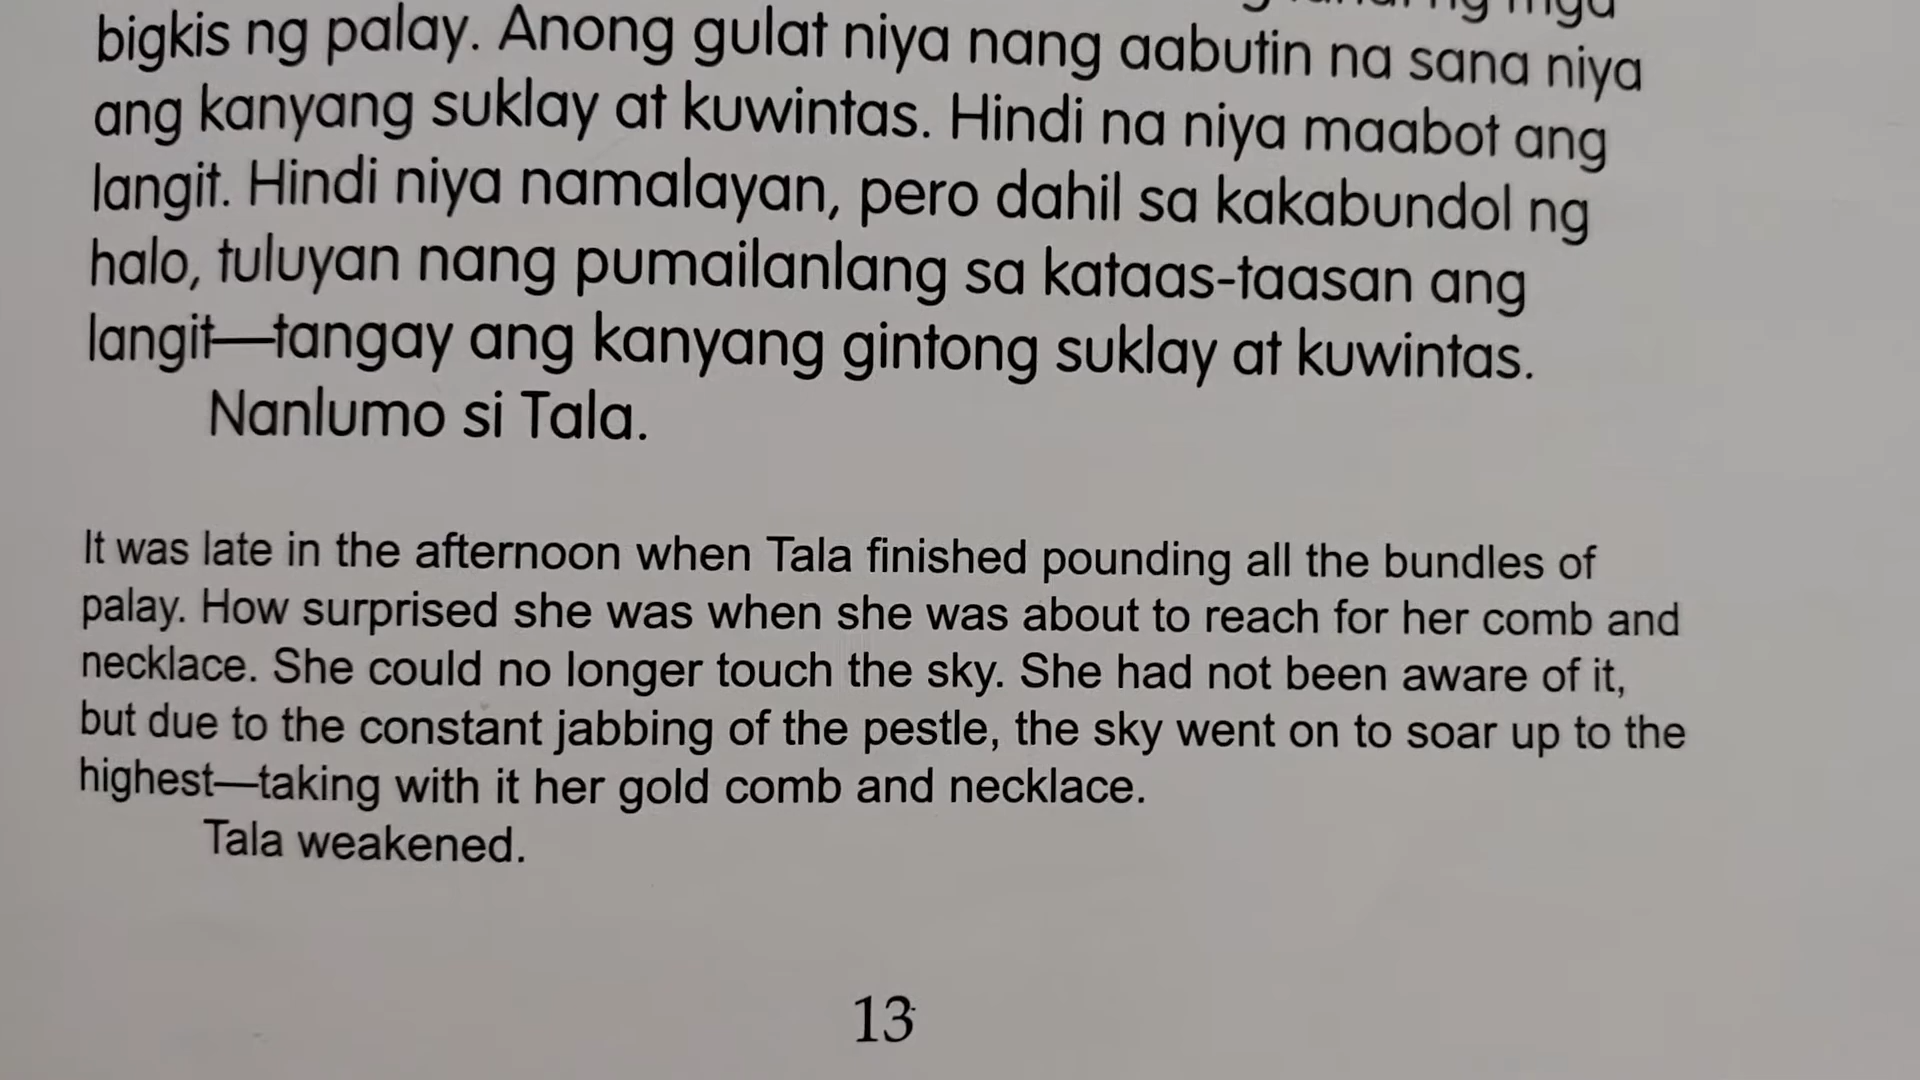 ng mga
bigkis ng palay. Anong gulat niya nang aabutin na sana niya
ang kanyang suklay at kuwintas. Hindi na niya maabot ang
langit. Hindi niya namalayan, pero dahil sa kakabundol ng
halo, tuluyan nang pumailanlang sa kataas-taasan ang
langit—tangay ang kanyang gintong suklay at kuwintas.
Nanlumo si Tala.
It was late in the afternoon when Tala finished pounding all the bundles of
palay. How surprised she was when she was about to reach for her comb and
necklace. She could no longer touch the sky. She had not been aware of it,
but due to the constant jabbing of the pestle, the sky went on to soar up to the
highest—taking with it her gold comb and necklace.
Tala weakened.
13